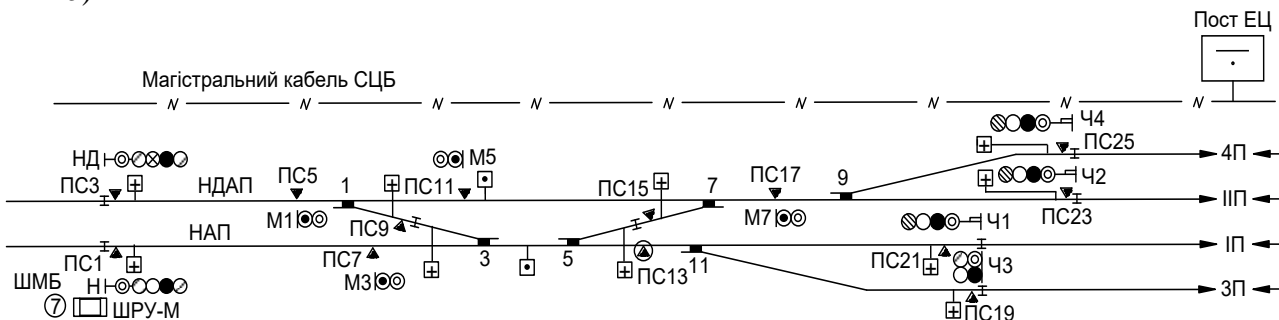 Пост ЕЦ
Магістральний кабель СЦБ
Ч4
НД
М5
ПС25
4П
ПС3
НДАП
ПС5
1
ПС11
ПС15
7
ПС17
9
Ч2
IIП
М1
ПС9
М7
ПС23
НАП
Ч1
IП
ПС1
ПС7
3
5
ПС13
11
ПС21
Ч3
ШМБ
Н
М3
3П
7
ШРУ-М
ПС19